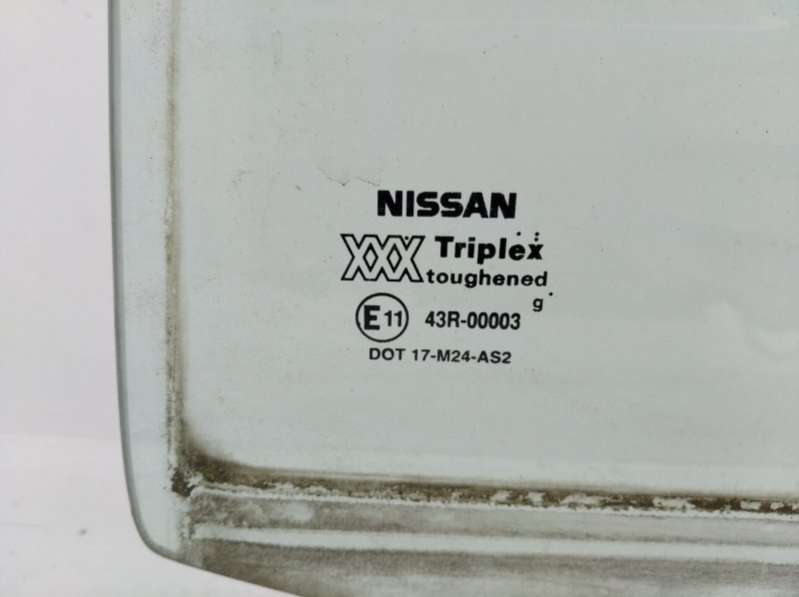 NISSAN
XXX Triplex
toughened
g
E11 43R-00003
DOT 17-M24-AS2